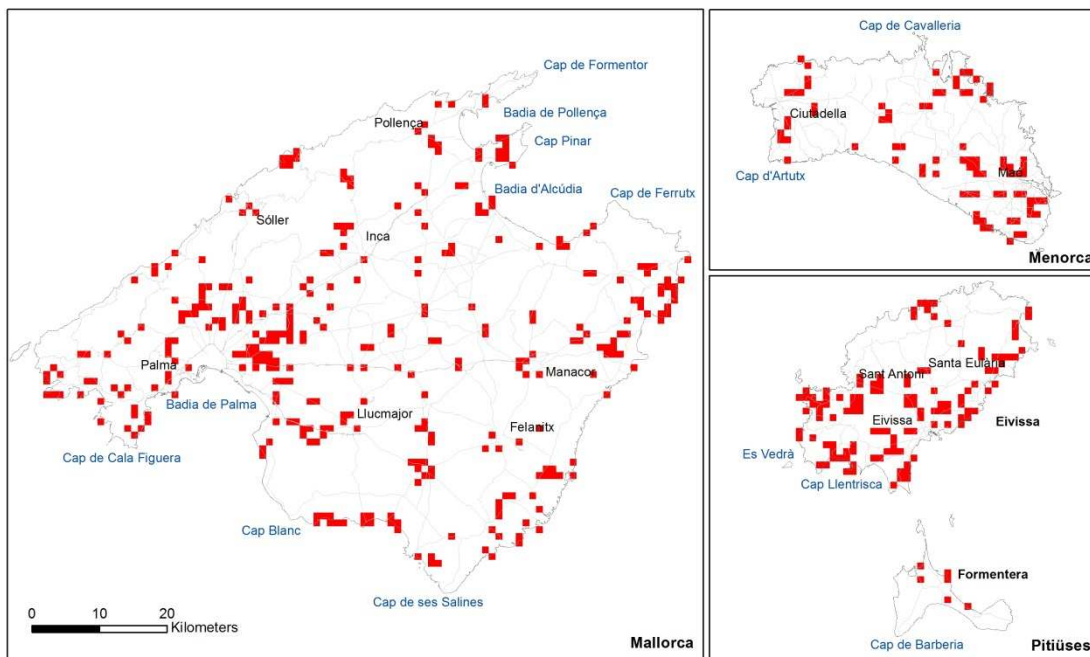 Cap de Formentor
Badia de Pollença
Pollença
Cap Pinar
Badia d'Alcúdia
Cap de Ferrutx
Sóller
Inca
Palma
Manacor
Badia de Palma
Llucmajor
Felanitx
Cap de Cala Figuera
Cap Blanc
Cap de ses Salines
0 10 20
Kilometers
Mallorca
Cap de Cavalleria
Ciutadella
Cap d'Artutx
Maó
Menorca
Santa Eulària
Sant Antoni
Eivissa
Eivissa
Es Vedrà
Cap Llentrisca
Formentera
Cap de Barberia
Pitiüses